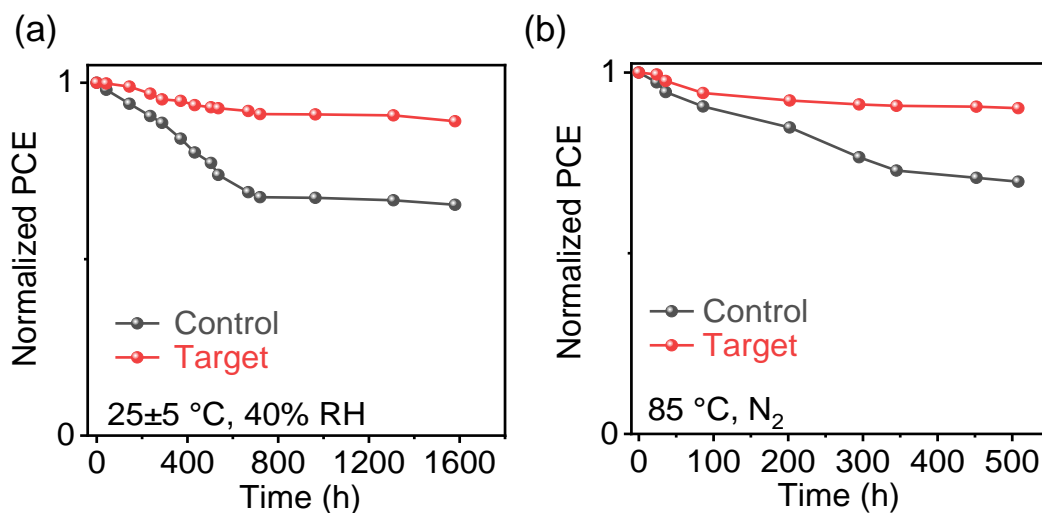 (a)
Normalized PCE
1
0
Control
Target
25±5 °C, 40% RH
0 400 800 1200 1600
Time (h)
(b)
Normalized PCE
1
0
Control
Target
85 °C, N₂
0 100 200 300 400 500
Time (h)